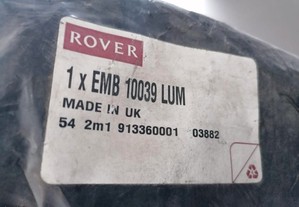 ROVER
1 x EMB 10039 LUM
MADE IN UK
54 2m1 913360001 03882